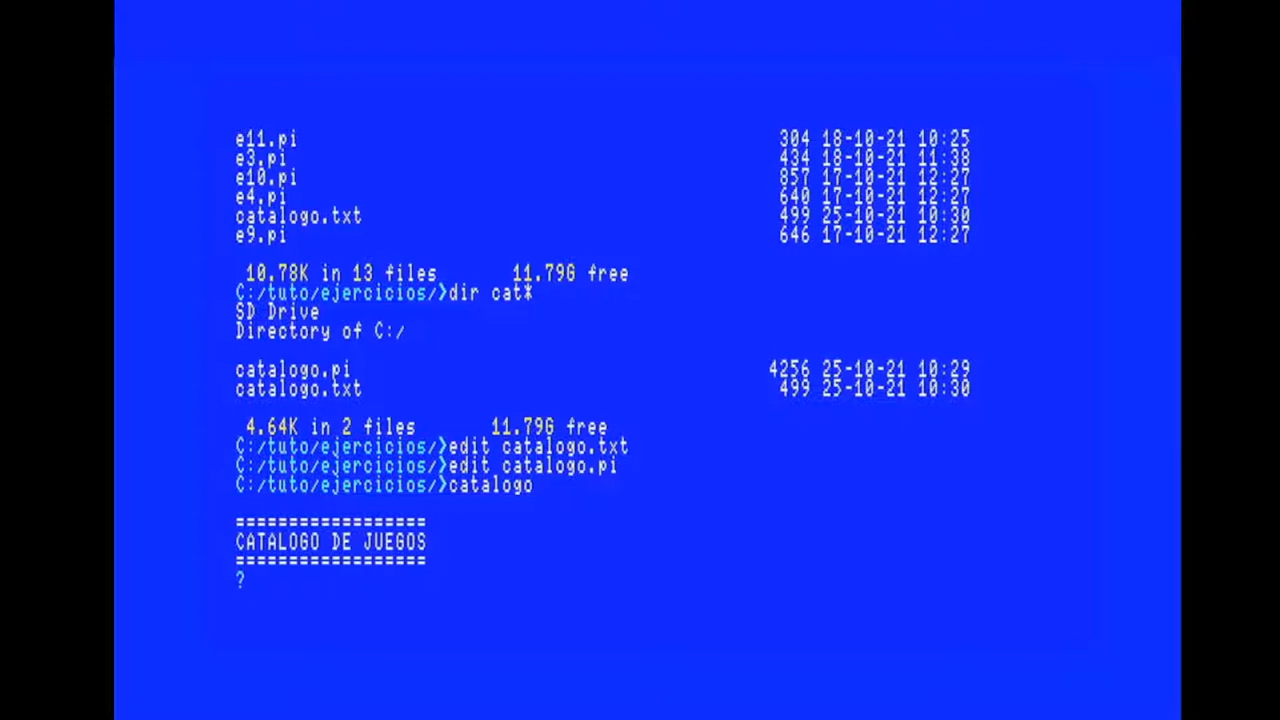 e11.pi 304 18-10-21 10:25
e3.pi 434 18-10-21 11:38
e10.pi 857 17-10-21 12:27
e4.pi 640 17-10-21 12:27
catalogo.txt 499 25-10-21 10:30
e9.pi 646 17-10-21 12:27
10.78K in 13 files 11.79G free
C:/tuto/ejercicios/>dir cat*
SD Drive
Directory of C:/
catalogo.pi 4256 25-10-21 10:29
catalogo.txt 499 25-10-21 10:30
4.64K in 2 files 11.79G free
C:/tuto/ejercicios/>edit catalogo.txt
C:/tuto/ejercicios/>edit catalogo.pi
C:/tuto/ejercicios/>catalogo
==================
CATALOGO DE JUEGOS
==================
?